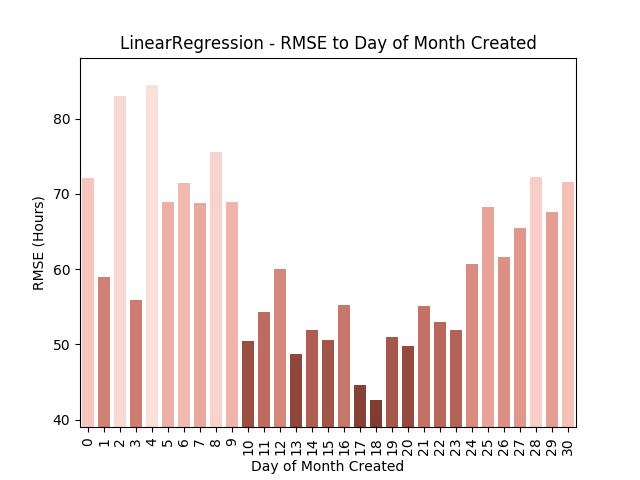 LinearRegression - RMSE to Day of Month Created
80
70
60
50
40
RMSE (Hours)
0 1 2 3 4 5 6 7 8 9 10 11 12 13 14 15 16 17 18 19 20 21 22 23 24 25 26 27 28 29 30
Day of Month Created